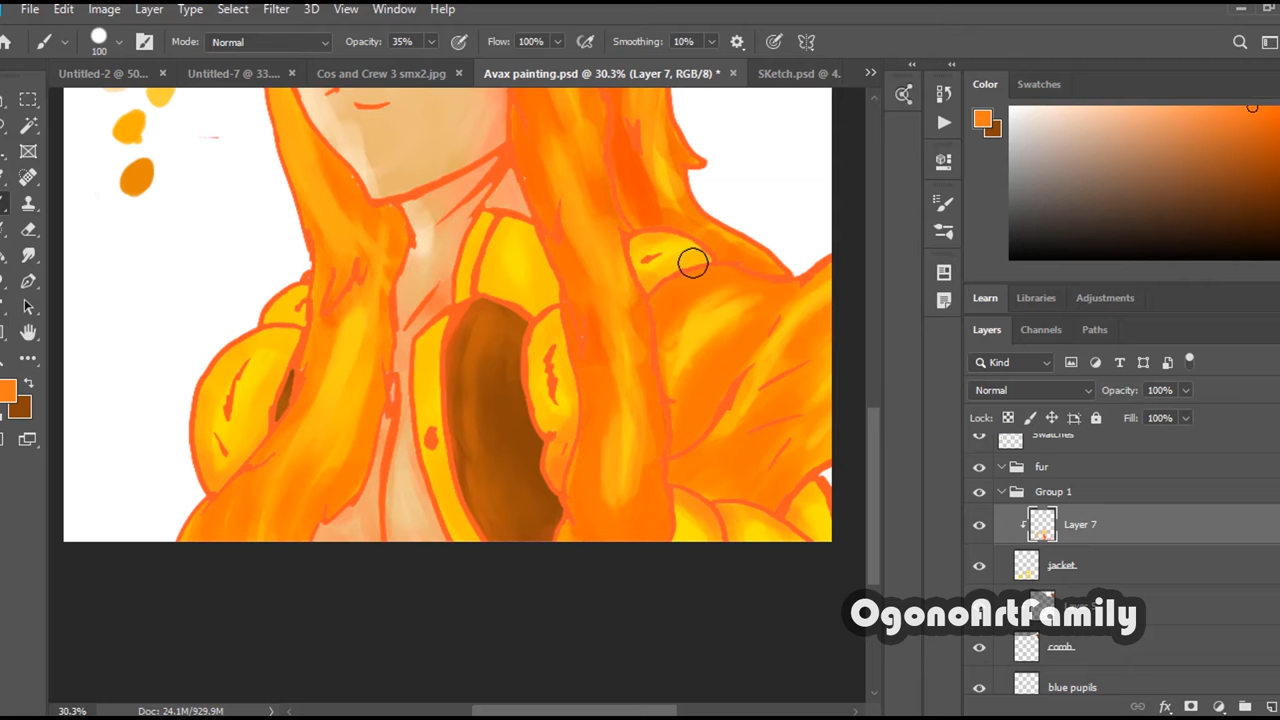 File Edit Image Layer Type Select Filter 3D View Window Help
100 Mode: Normal Opacity: 35% Flow: 100% Smoothing: 10%
Untitled-2 @ 50... Untitled-7 @ 33.... Cos and Crew 3 smx2.jpg Avax painting.psd @ 30.3% (Layer 7, RGB/8) * SKetch.psd @ 4.
Color Swatches
Learn Libraries Adjustments
Layers Channels Paths
Kind
Normal Opacity: 100%
Lock: Fill: 100%
Swatches
fur
Group 1
Layer 7
jacket
OgonoArtFamily
comb
blue pupils
30.3% Doc: 24.1M/929.9M